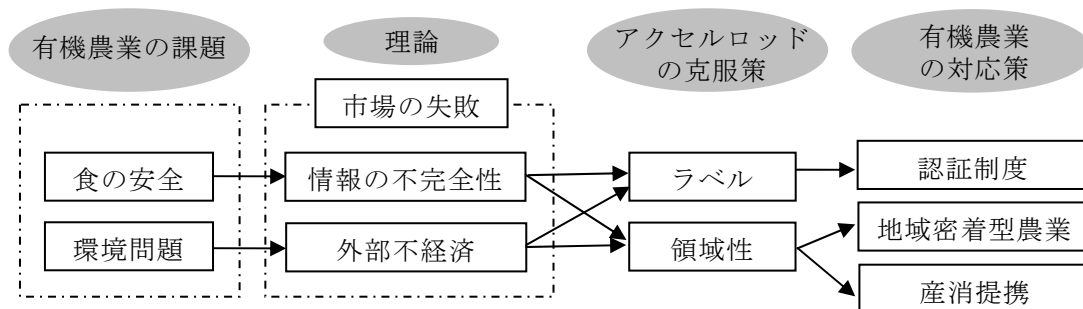 有機農業の課題
理論
アクセルロッド
の克服策
有機農業
の対応策
市場の失敗
食の安全
情報の不完全性
ラベル
認証制度
環境問題
外部不経済
領域性
地域密着型農業
産消提携